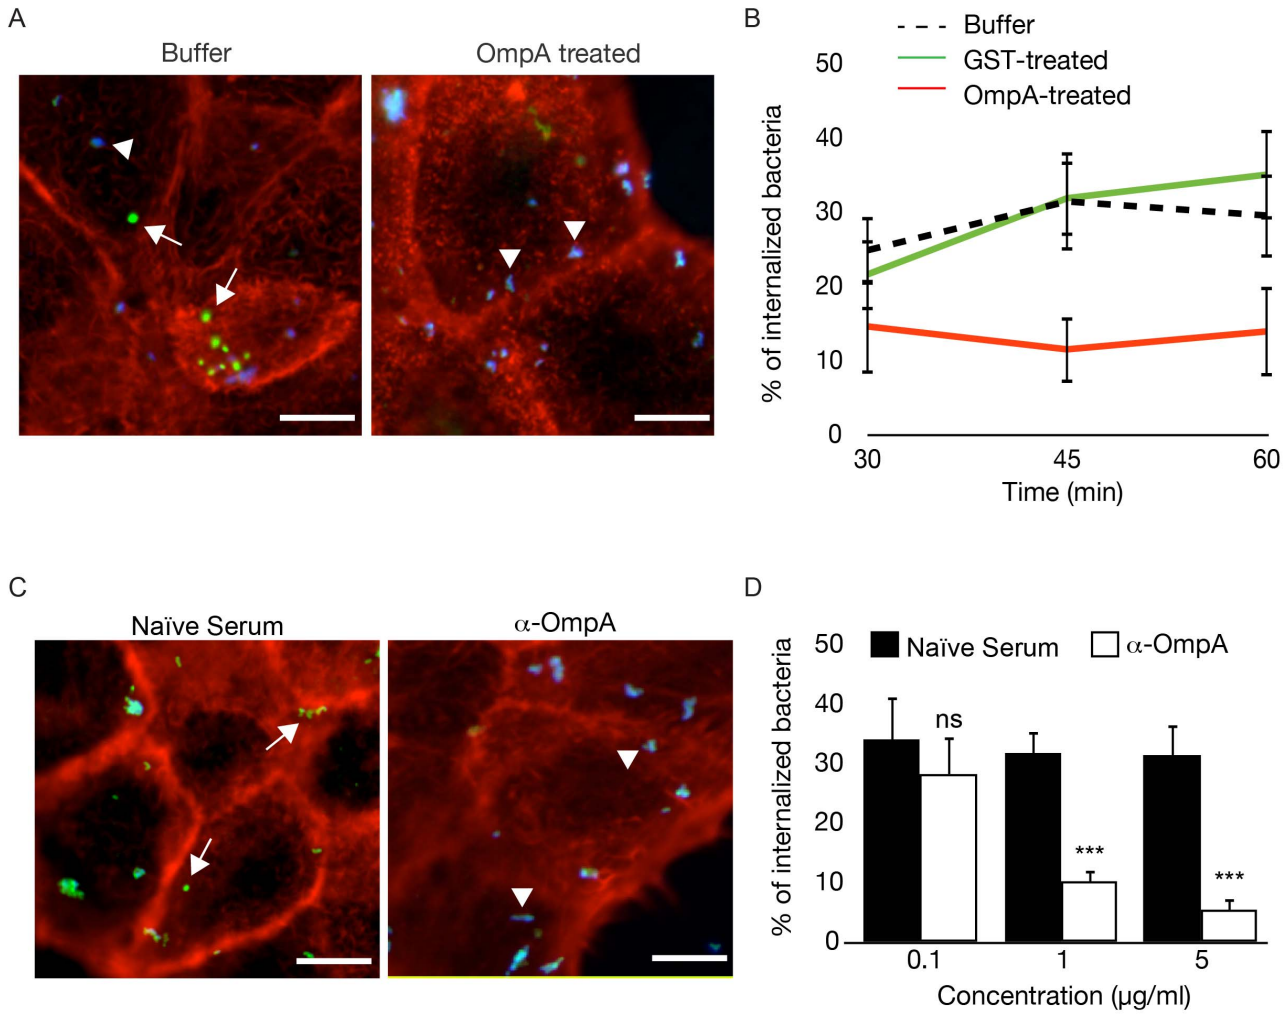 A
Buffer
OmpA treated
B
Buffer
GST-treated
OmpA-treated
% of internalized bacteria
50
40
30
20
10
0
30 45 60
Time (min)
C
Naïve Serum
α-OmpA
D
Naïve Serum α-OmpA
% of internalized bacteria
50
40
30
20
10
0
ns
***
***
0.1 1 5
Concentration (µg/ml)